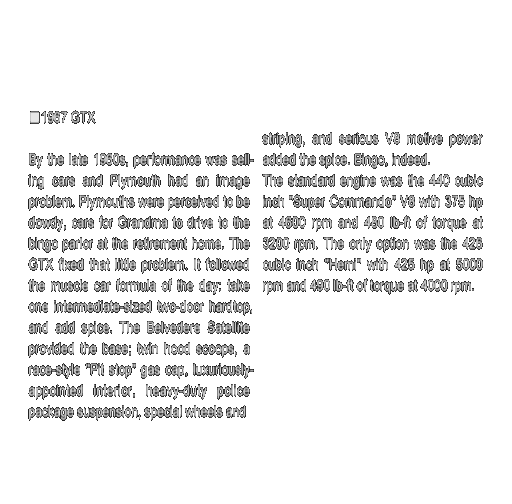 1967 GTX
By the late 1960s, performance was sell-
ing cars and Plymouth had an image
problem. Plymouths were perceived to be
dowdy, cars for Grandma to drive to the
bingo parlor at the retirement home. The
GTX fixed that little problem. It followed
the muscle car formula of the day: take
one intermediate-sized two-door hardtop,
and add spice. The Belvedere Satellite
provided the base; twin hood scoops, a
race-style "Pit stop" gas cap, luxuriously-
appointed interior, heavy-duty police
package suspension, special wheels and
striping, and serious V8 motive power
added the spice. Bingo, indeed.
The standard engine was the 440 cubic
inch "Super Commando" V8 with 375 hp
at 4600 rpm and 480 lb-ft of torque at
3200 rpm. The only option was the 426
cubic inch "Hemi" with 425 hp at 5000
rpm and 490 lb-ft of torque at 4000 rpm.